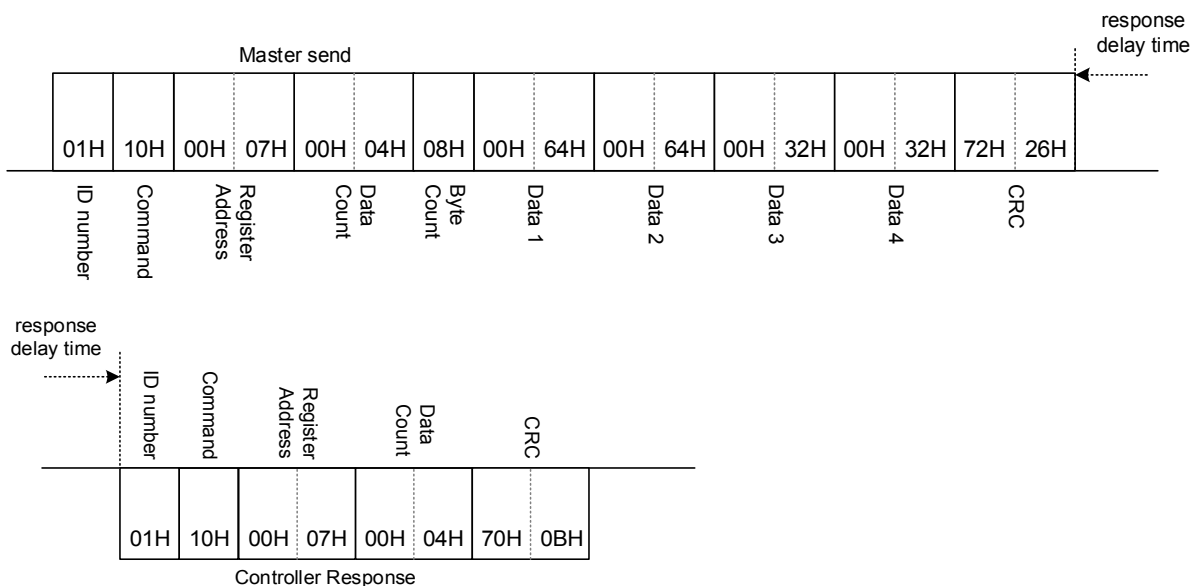 response
delay time
Master send
01H 10H 00H 07H 00H 04H 08H 00H 64H 00H 64H 00H 32H 00H 32H 72H 26H
ID number
Command
Register
Address
Data
Count
Byte
Count
Data 1
Data 2
Data 3
Data 4
CRC
response
delay time
ID number
Command
Register
Address
Data
Count
CRC
01H 10H 00H 07H 00H 04H 70H 0BH
Controller Response